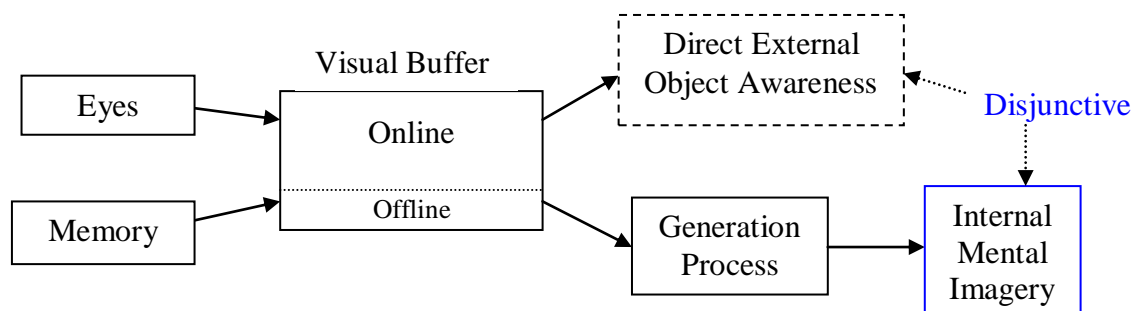 Visual Buffer
Eyes
Memory
Online
Offline
Direct External
Object Awareness
Disjunctive
Generation
Process
Internal
Mental
Imagery